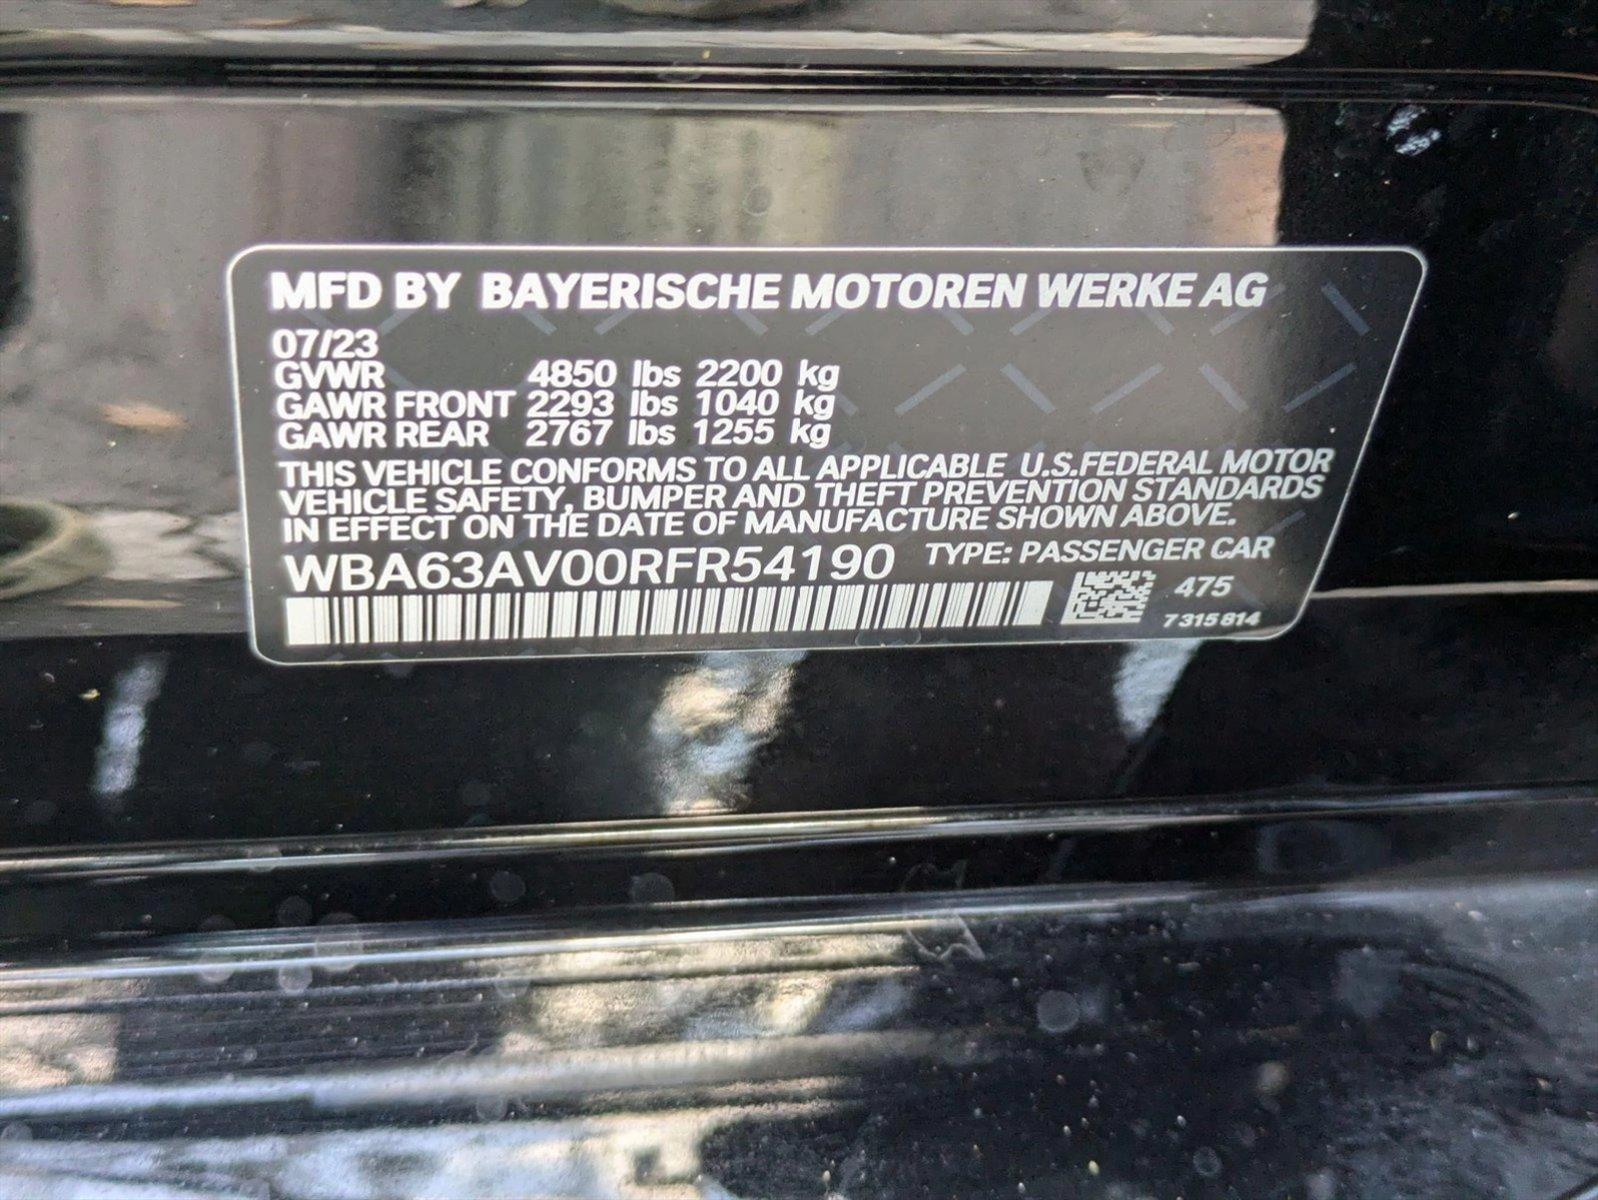 MFD BY BAYERISCHE MOTOREN WERKE AG
07/23
GVWR 4850 lbs 2200 kg
GAWR FRONT 2293 lbs 1040 kg
GAWR REAR 2767 lbs 1255 kg
THIS VEHICLE CONFORMS TO ALL APPLICABLE U.S.FEDERAL MOTOR
VEHICLE SAFETY, BUMPER AND THEFT PREVENTION STANDARDS
IN EFFECT ON THE DATE OF MANUFACTURE SHOWN ABOVE.
WBA63AV00RFR54190 TYPE: PASSENGER CAR
475
7 315 814